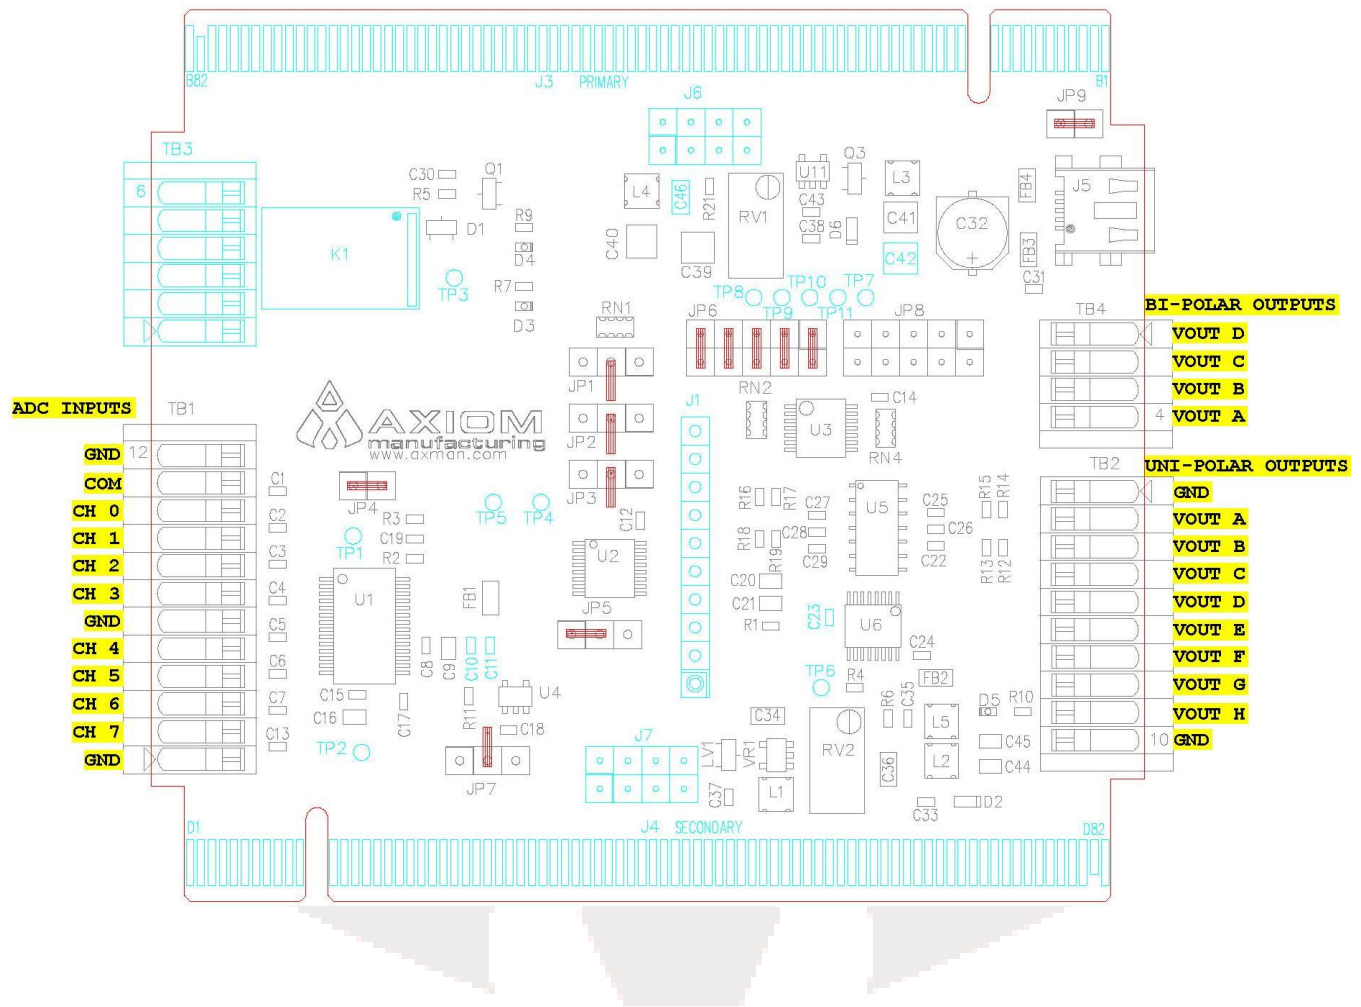 B82
J3 PRIMARY
B1
J6
JP9
TB3
6
C30
R5
Q1
D1
R9
D4
R7
D3
K1
TP3
L4
C46
R21
RV1
U11
C43
C38
Q3
D6
L3
C41
C42
C40
C39
C32
+
FB4
FB3
J5
C31
TP8
TP10
TP7
TP9
TP11
RN1
JP6
JP8
TB4
BI-POLAR OUTPUTS
VOUT D
VOUT C
VOUT B
4 VOUT A
JP1
JP2
JP3
RN2
J1
U3
C14
RN4
AXIOM
manufacturing
www.axman.com
ADC INPUTS
TB1
GND 12
COM
CH 0
CH 1
CH 2
CH 3
GND
CH 4
CH 5
CH 6
CH 7
GND
C1
C2
C3
C4
C5
C6
C7
C13
JP4
TP1
R3
C19
R2
TP5
TP4
C12
U2
U1
FB1
JP5
C8
C9
C10
C11
C15
C16
C17
R11
U4
C18
TP2
JP7
R16
R17
R18
R19
C27
C28
C29
U5
C25
C26
C22
R15
R14
R13
R12
C20
C21
R1
C23
U6
C24
TP6
R4
FB2
TB2
UNI-POLAR OUTPUTS
GND
VOUT A
VOUT B
VOUT C
VOUT D
VOUT E
VOUT F
VOUT G
VOUT H
10 GND
C34
RV2
R6
C35
L5
L2
D5
R10
C45
C44
C36
C33
D2
J7
LV1
VR1
L1
C37
D1
J4 SECONDARY
D82